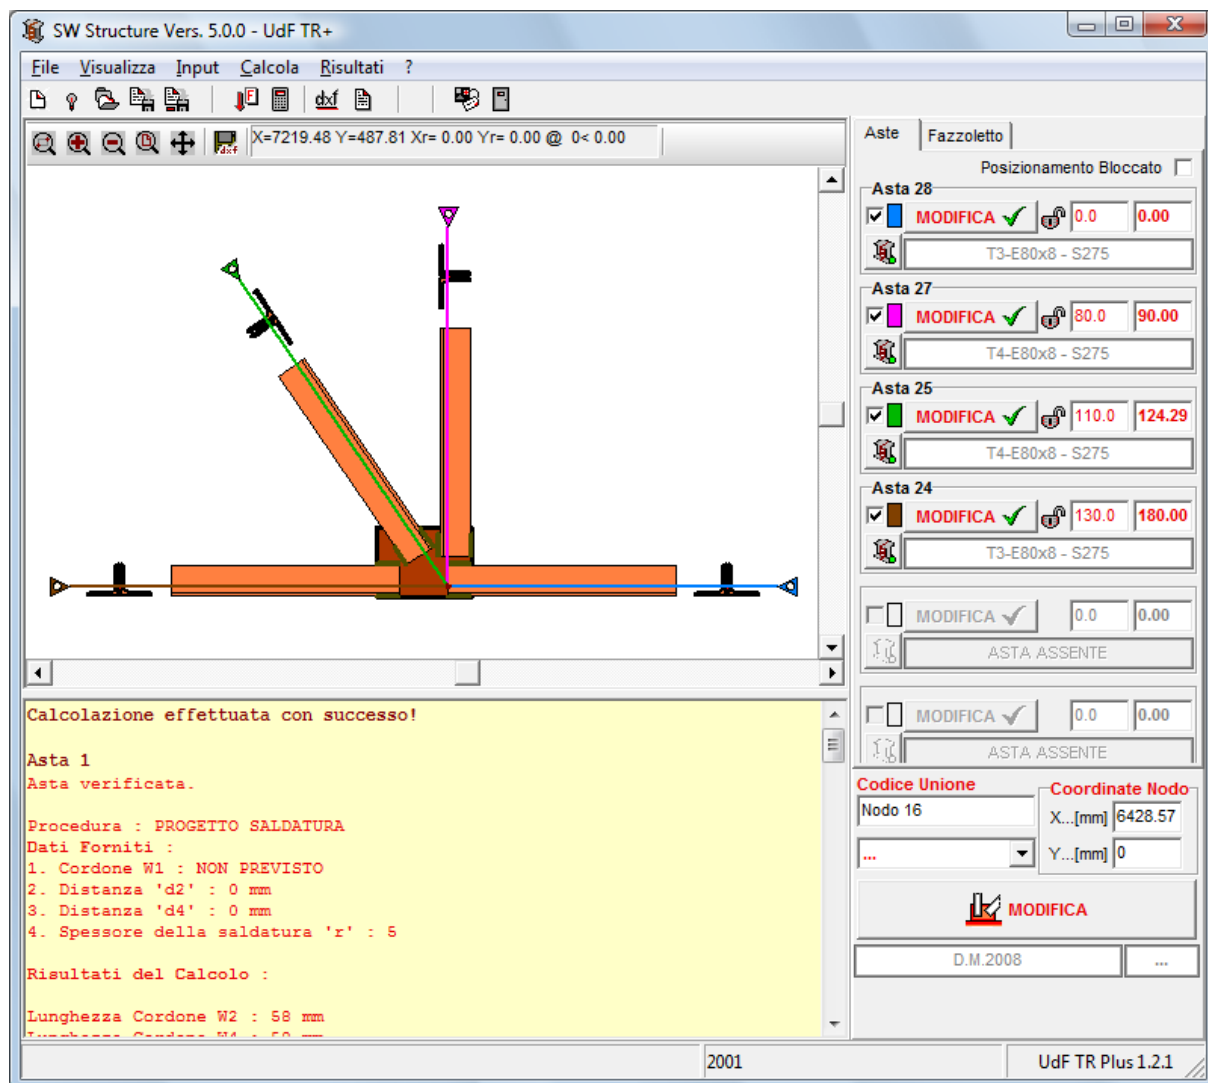 SW Structure Vers. 5.0.0 - UdF TR+
File Visualizza Input Calcola Risultati ?
dxf
dxf
X=7219.48 Y=487.81 Xr= 0.00 Yr= 0.00 @ 0< 0.00
Aste Fazzoletto
Posizionamento Bloccato
Asta 28
MODIFICA 0.0 0.00
T3-E80x8 - S275
Asta 27
MODIFICA 80.0 90.00
T4-E80x8 - S275
Asta 25
MODIFICA 110.0 124.29
T4-E80x8 - S275
Asta 24
MODIFICA 130.0 180.00
T3-E80x8 - S275
MODIFICA 0.0 0.00
ASTA ASSENTE
MODIFICA 0.0 0.00
ASTA ASSENTE
Calcolazione effettuata con successo!
Asta 1
Asta verificata.
Procedura : PROGETTO SALDATURA
Dati Forniti :
1. Cordone W1 : NON PREVISTO
2. Distanza 'd2' : 0 mm
3. Distanza 'd4' : 0 mm
4. Spessore della saldatura 'r' : 5
Risultati del Calcolo :
Lunghezza Cordone W2 : 58 mm
Codice Unione
Nodo 16
...
Coordinate Nodo
X...[mm] 6428.57
Y...[mm] 0
MODIFICA
D.M.2008 ...
2001 UdF TR Plus 1.2.1